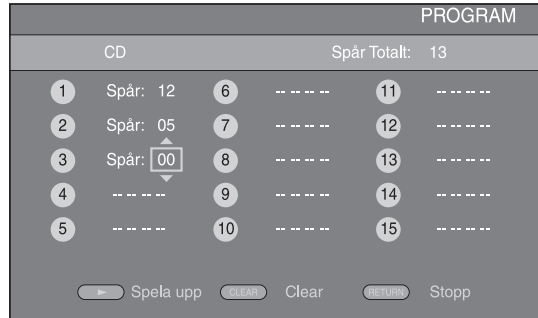 PROGRAM
CD Spår Totalt: 13
1 Spår: 12 6 -- -- -- -- 11 -- -- -- --
2 Spår: 05 7 -- -- -- -- 12 -- -- -- --
3 Spår: 00 8 -- -- -- -- 13 -- -- -- --
4 -- -- -- -- 9 -- -- -- -- 14 -- -- -- --
5 -- -- -- -- 10 -- -- -- -- 15 -- -- -- --
Spela upp CLEAR Clear RETURN Stopp